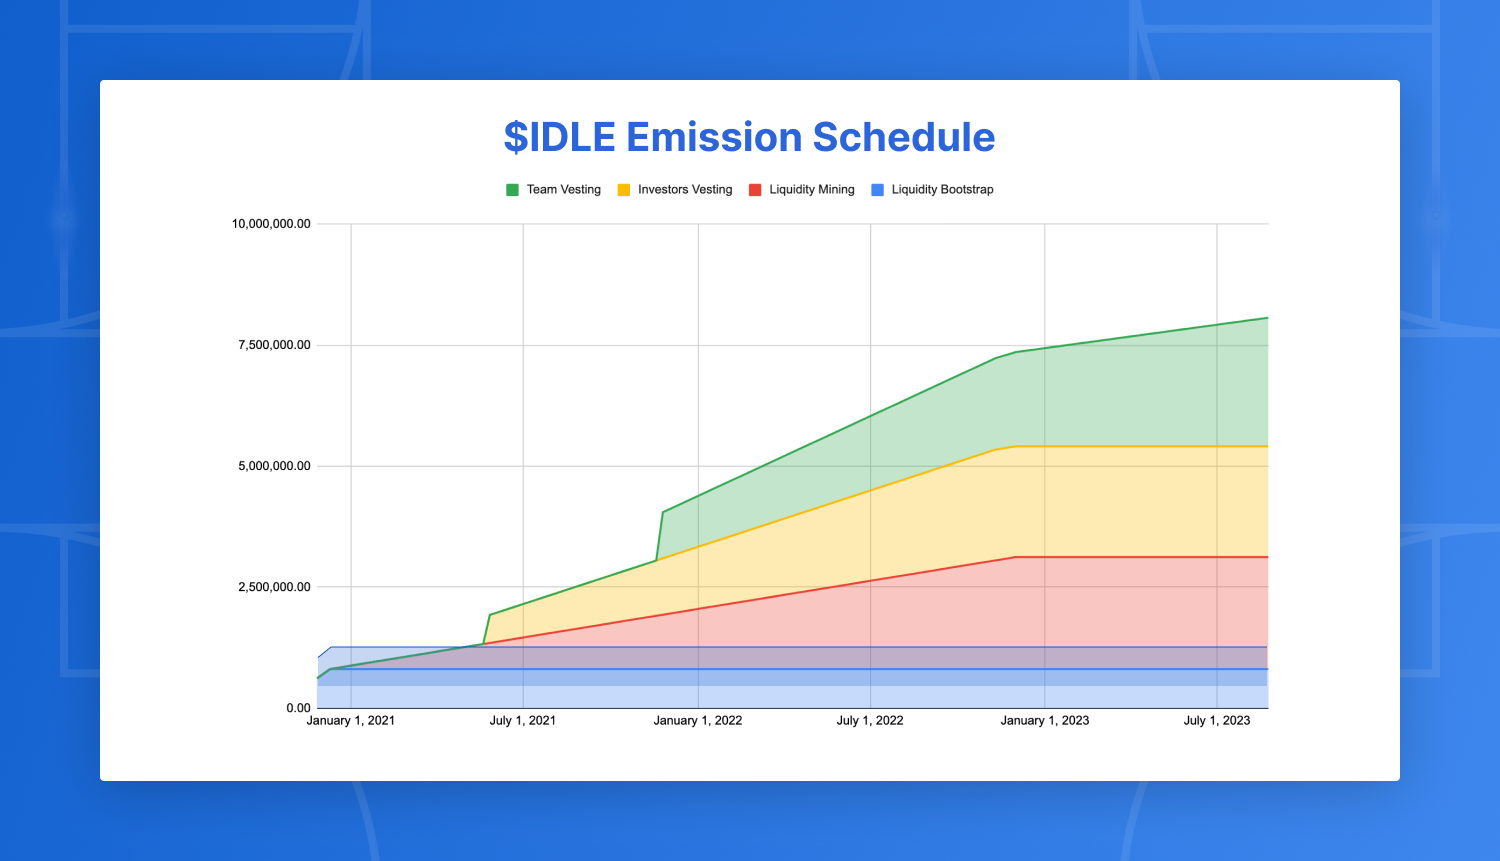 $IDLE Emission Schedule
Team Vesting Investors Vesting Liquidity Mining Liquidity Bootstrap
10,000,000.00
7,500,000.00
5,000,000.00
2,500,000.00
0.00
January 1, 2021 July 1, 2021 January 1, 2022 July 1, 2022 January 1, 2023 July 1, 2023